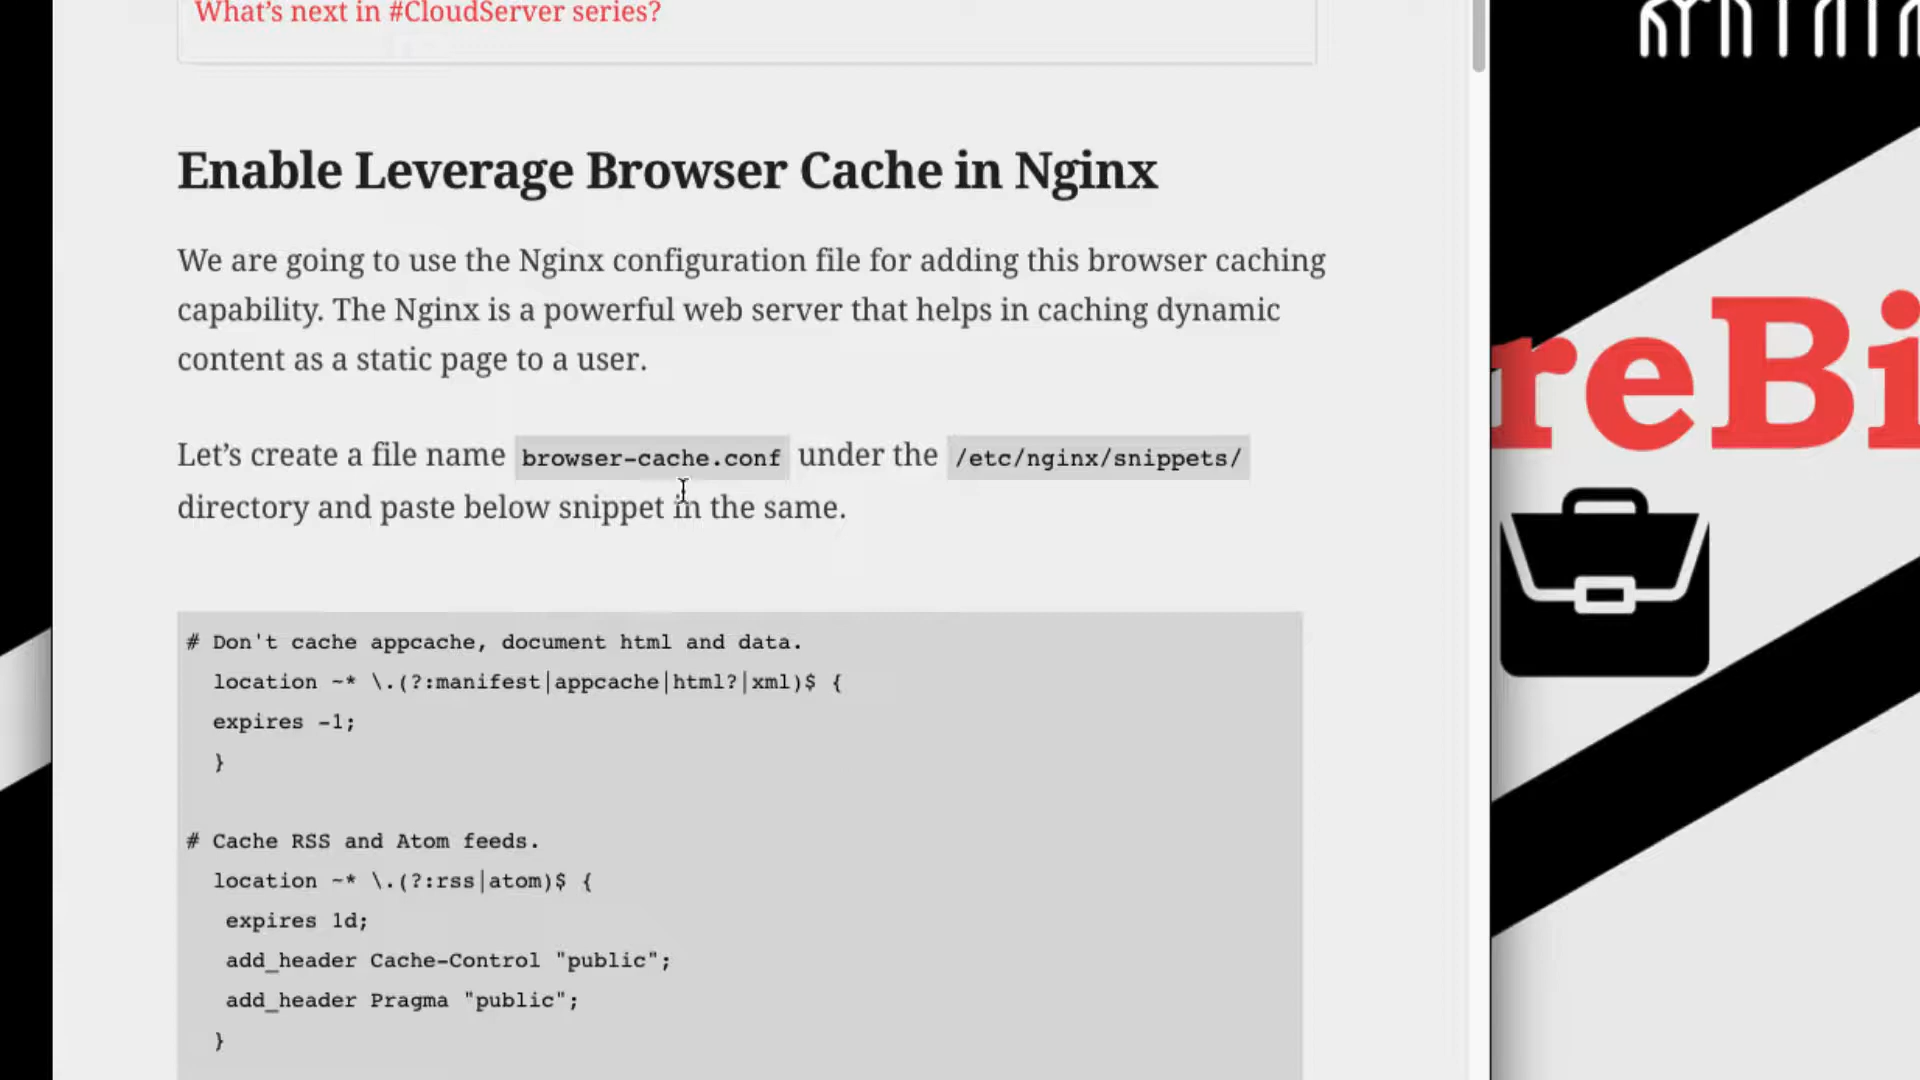 What's next in #CloudServer series?
Enable Leverage Browser Cache in Nginx
We are going to use the Nginx configuration file for adding this browser caching
capability. The Nginx is a powerful web server that helps in caching dynamic
content as a static page to a user.
Let's create a file name browser-cache.conf under the /etc/nginx/snippets/
directory and paste below snippet in the same.
# Don't cache appcache, document html and data.
location ~* \.(?:manifest|appcache|html?|xml)$ {
expires -1;
}
# Cache RSS and Atom feeds.
location ~* \.(?:rss|atom)$ {
expires 1d;
add_header Cache-Control "public";
add_header Pragma "public";
}
reBi